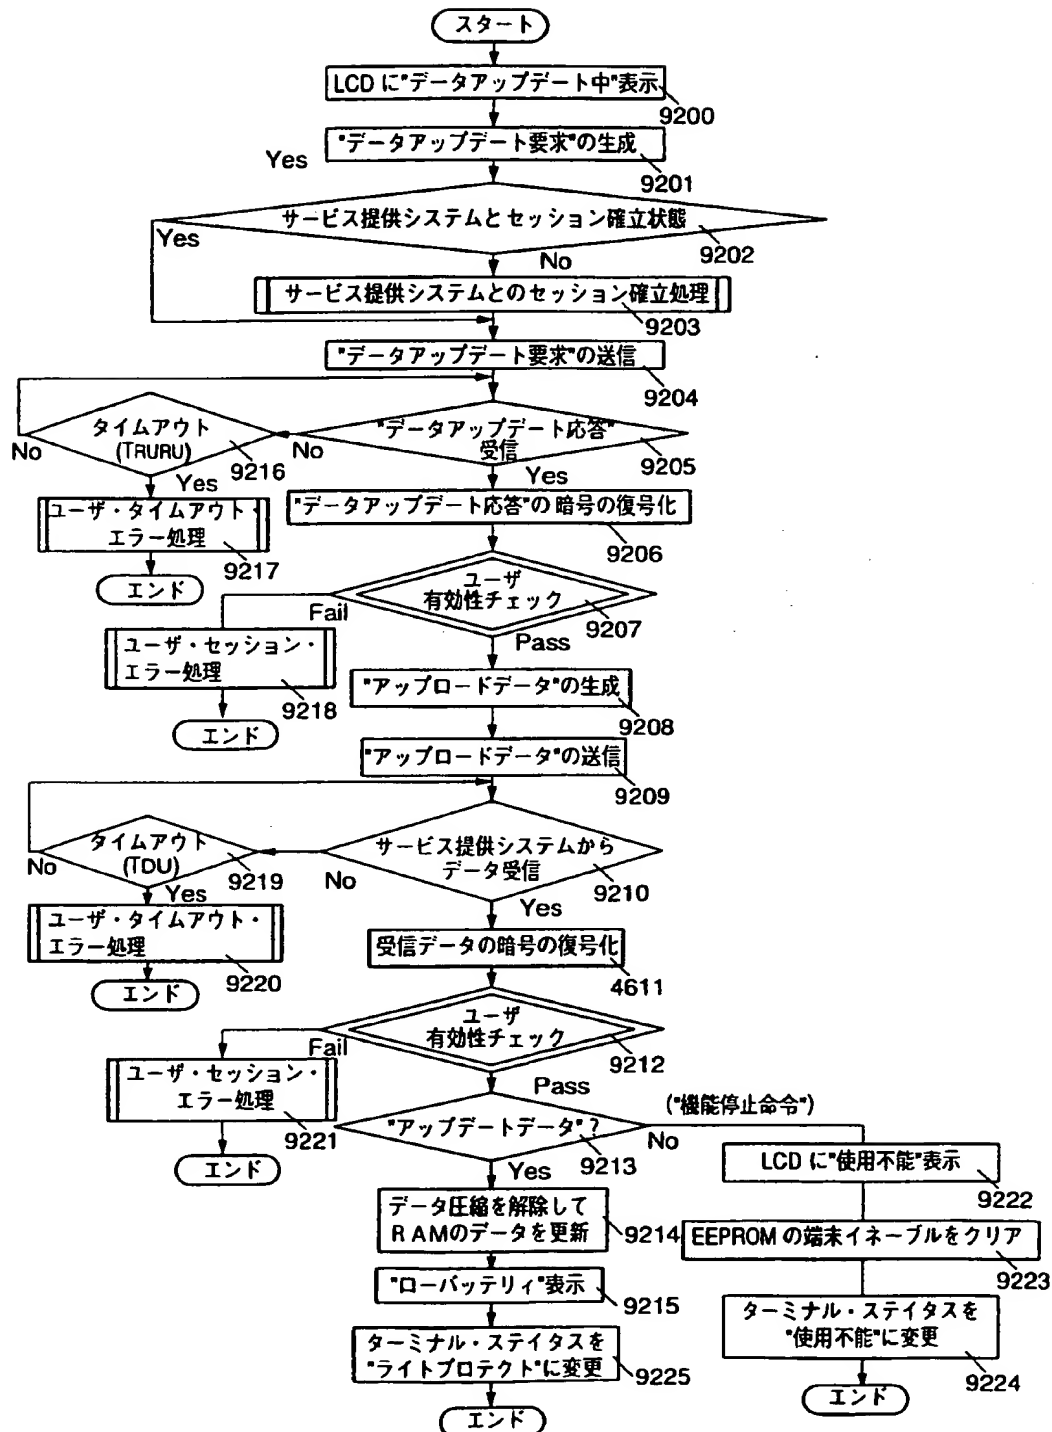 スタート
LCDに"データアップデート中"表示
9200
"データアップデート要求"の生成
Yes
9201
サービス提供システムとセッション確立状態
Yes
9202
No
サービス提供システムとのセッション確立処理
9203
"データアップデート要求"の送信
9204
タイムアウト
(TRURU)
No
9216
No
"データアップデート応答"
受信
9205
Yes
Yes
ユーザ・タイムアウト・
エラー処理
9217
エンド
"データアップデート応答"の暗号の復号化
9206
ユーザ
有効性チェック
9207
Fail
Pass
ユーザ・セッション・
エラー処理
9218
エンド
"アップロードデータ"の生成
9208
"アップロードデータ"の送信
9209
タイムアウト
(TDU)
No
9219
No
サービス提供システムから
データ受信
9210
Yes
Yes
ユーザ・タイムアウト・
エラー処理
9220
エンド
受信データの暗号の復号化
4611
ユーザ
有効性チェック
9212
Fail
Pass
ユーザ・セッション・
エラー処理
9221
エンド
"アップデートデータ"?
9213
("機能停止命令")
No
Yes
LCDに"使用不能"表示
9222
データ圧縮を解除して
RAMのデータを更新
9214
EEPROMの端末イネーブルをクリア
9223
"ローバッテリィ"表示
9215
ターミナル・ステイタスを
"使用不能"に変更
9224
ターミナル・ステイタスを
"ライトプロテクト"に変更
9225
エンド
エンド